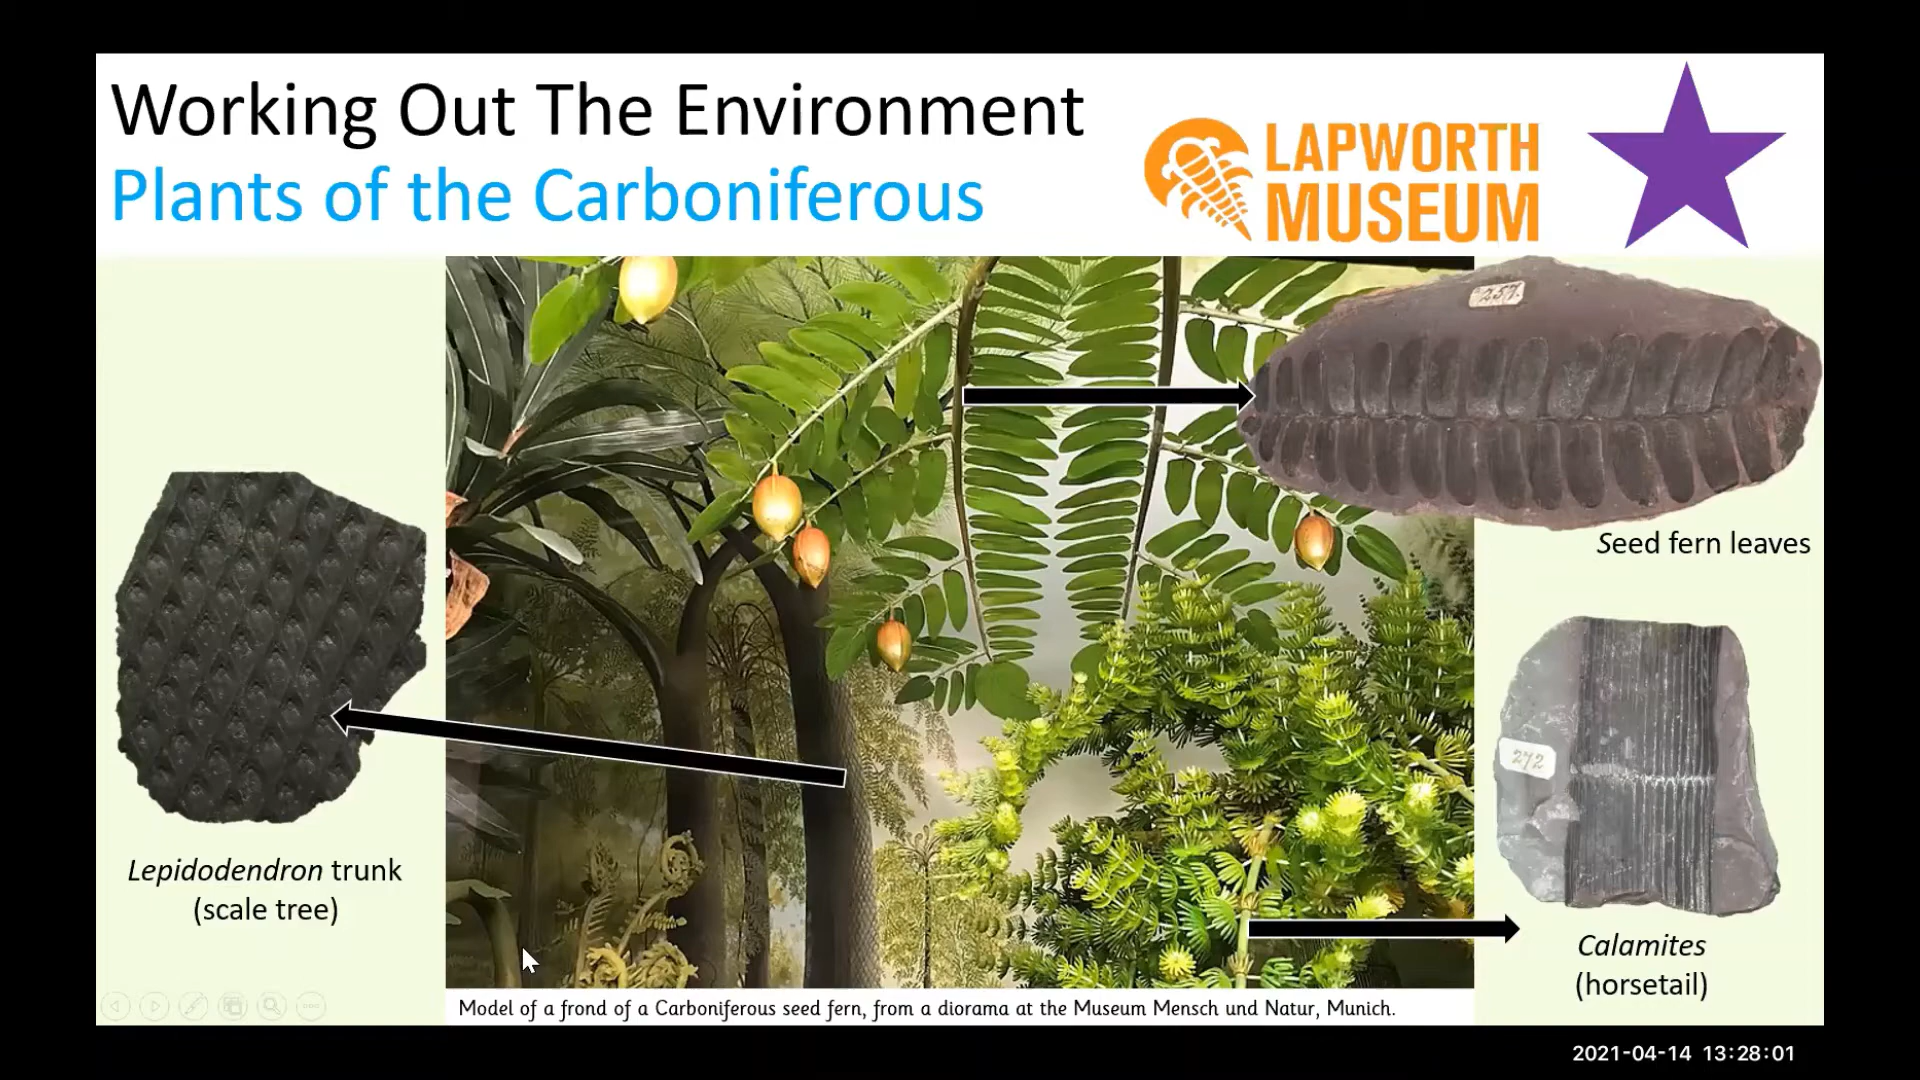 Working Out The Environment
Plants of the Carboniferous
LAPWORTH
MUSEUM
257.
Seed fern leaves
272
Lepidodendron trunk
(scale tree)
Calamites
(horsetail)
Model of a frond of a Carboniferous seed fern, from a diorama at the Museum Mensch und Natur, Munich.
2021-04-14 13:28:01